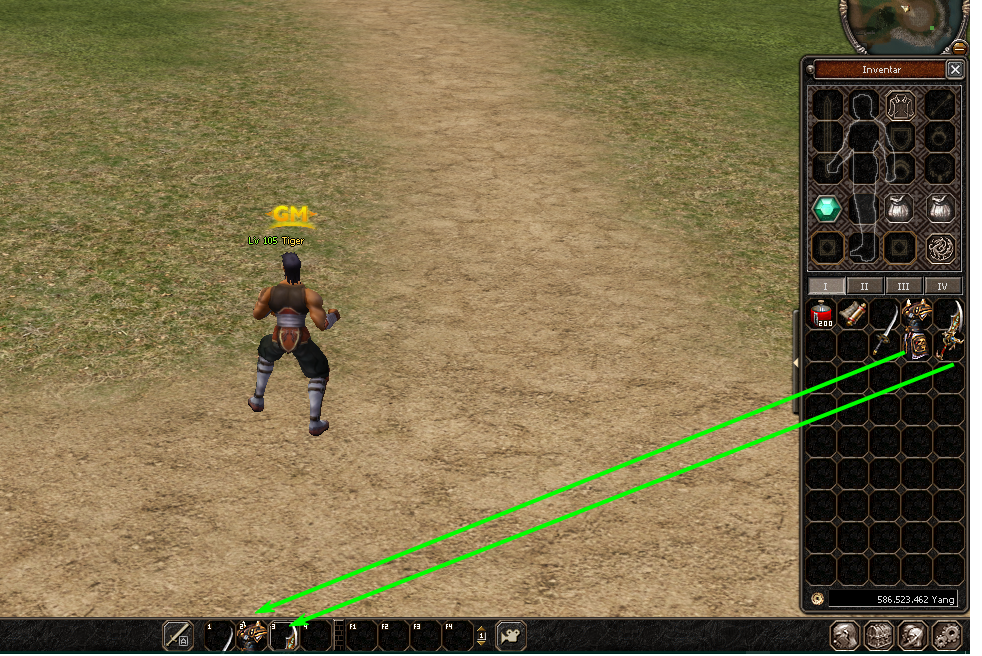 Inventar
GM
Lv 105 Tiger
I II III IV
200
586.523.462 Yang
1 2 3 4 F1 F2 F3 F4 1